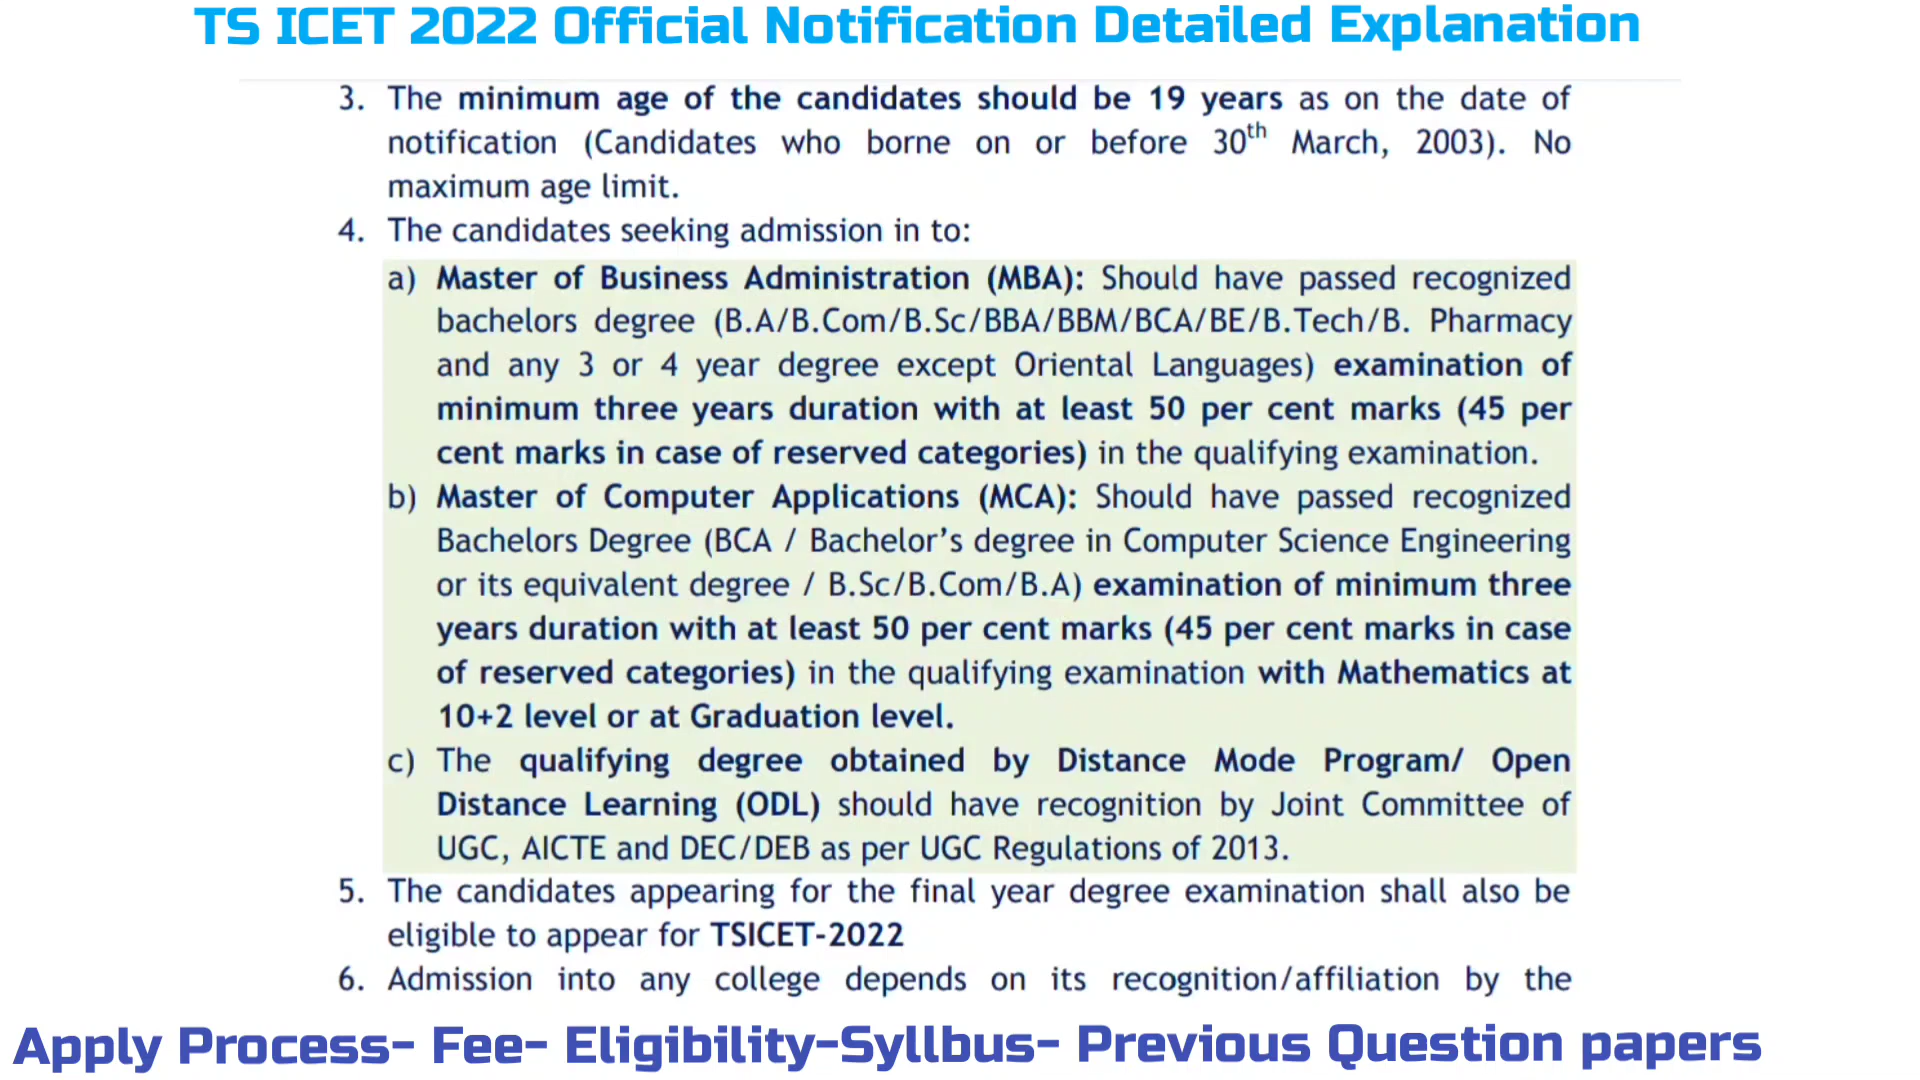 TS ICET 2022 Official Notification Detailed Explanation
3. The minimum age of the candidates should be 19 years as on the date of
notification (Candidates who borne on or before 30th March, 2003). No
maximum age limit.
4. The candidates seeking admission in to:
a) Master of Business Administration (MBA): Should have passed recognized
bachelors degree (B.A/B.Com/B.Sc/BBA/BBM/BCA/BE/B.Tech/B. Pharmacy
and any 3 or 4 year degree except Oriental Languages) examination of
minimum three years duration with at least 50 per cent marks (45 per
cent marks in case of reserved categories) in the qualifying examination.
b) Master of Computer Applications (MCA): Should have passed recognized
Bachelors Degree (BCA / Bachelor’s degree in Computer Science Engineering
or its equivalent degree / B.Sc/B.Com/B.A) examination of minimum three
years duration with at least 50 per cent marks (45 per cent marks in case
of reserved categories) in the qualifying examination with Mathematics at
10+2 level or at Graduation level.
c) The qualifying degree obtained by Distance Mode Program/ Open
Distance Learning (ODL) should have recognition by Joint Committee of
UGC, AICTE and DEC/DEB as per UGC Regulations of 2013.
5. The candidates appearing for the final year degree examination shall also be
eligible to appear for TSICET-2022
6. Admission into any college depends on its recognition/affiliation by the
Apply Process- Fee- Eligibility-Syllbus- Previous Question papers